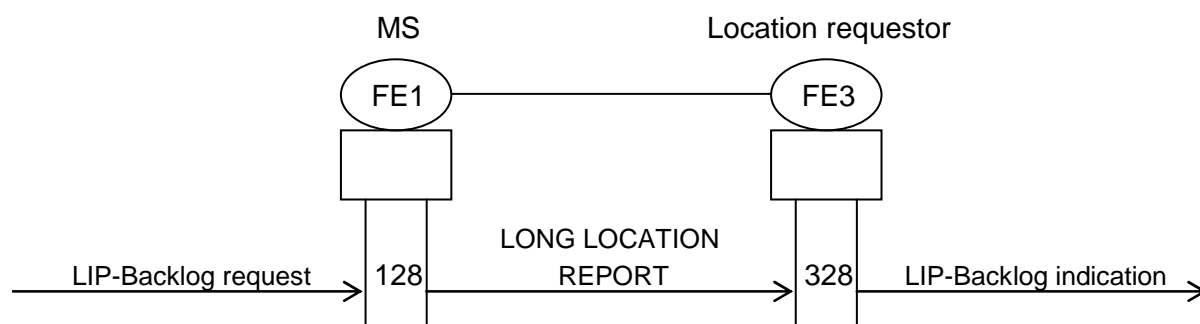 MS
Location requestor
FE1
FE3
LONG LOCATION
LIP-Backlog request
128
REPORT
328
LIP-Backlog indication